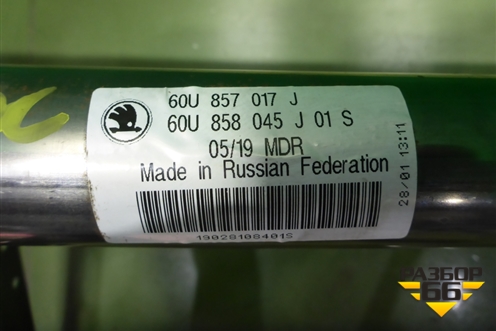 60U 857 017 J
60U 858 045 J 01 S
05/19 MDR
Made in Russian Federation
28/01 13:11
19028108401S
РАЗБОР
66